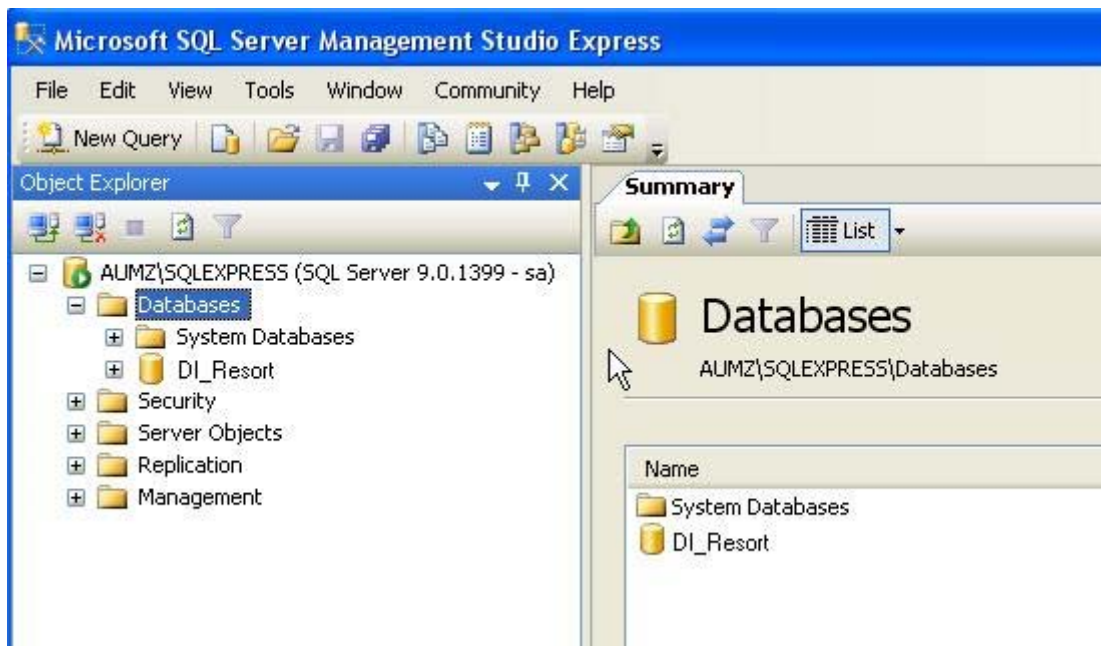 Microsoft SQL Server Management Studio Express
File Edit View Tools Window Community Help
New Query
Object Explorer
AUMZ\SQLEXPRESS (SQL Server 9.0.1399 - sa)
Databases
System Databases
DI_Resort
Security
Server Objects
Replication
Management
Summary
List
Databases
AUMZ\SQLEXPRESS\Databases
Name
System Databases
DI_Resort